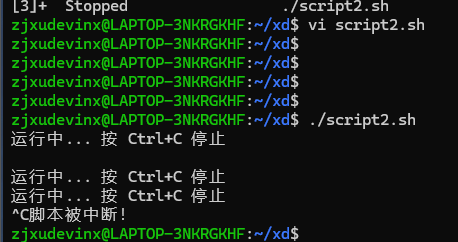 [3]+  Stopped                 ./script2.sh
zjxudevinx@LAPTOP-3NKRGKHF:~/xd$ vi script2.sh
zjxudevinx@LAPTOP-3NKRGKHF:~/xd$
zjxudevinx@LAPTOP-3NKRGKHF:~/xd$
zjxudevinx@LAPTOP-3NKRGKHF:~/xd$
zjxudevinx@LAPTOP-3NKRGKHF:~/xd$ ./script2.sh
运行中... 按 Ctrl+C 停止
运行中... 按 Ctrl+C 停止
运行中... 按 Ctrl+C 停止
^C脚本被中断!
zjxudevinx@LAPTOP-3NKRGKHF:~/xd$